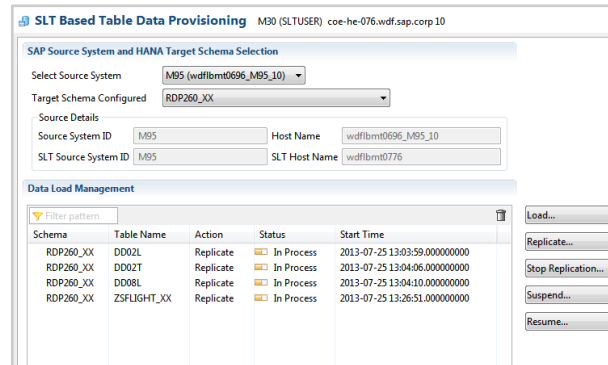 SLT Based Table Data Provisioning M30 (SLTUSER) coe-he-076.wdf.sap.corp 10
SAP Source System and HANA Target Schema Selection
Select Source System M95 (wdflbmt0696_M95_10)
Target Schema Configured RDP260_XX
Source Details
Source System ID M95 Host Name wdflbmt0696_M95_10
SLT Source System ID M95 SLT Host Name wdflbmt0776
Data Load Management
Filter pattern
Load...
Schema Table Name Action Status Start Time
Replicate...
RDP260_XX DD02L Replicate In Process 2013-07-25 13:03:59.000000000
RDP260_XX DD02T Replicate In Process 2013-07-25 13:04:06.000000000
Stop Replication...
RDP260_XX DD08L Replicate In Process 2013-07-25 13:04:10.000000000
RDP260_XX ZSFLIGHT_XX Replicate In Process 2013-07-25 13:26:51.000000000
Suspend...
Resume...